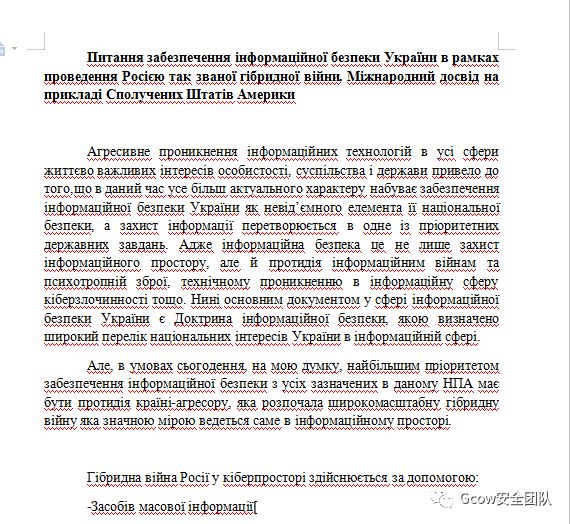 Питання забезпечення інформаційної безпеки України в рамках
проведення Росією так званої гібридної війни. Міжнародний досвід на
прикладі Сполучених Штатів Америки
Агресивне проникнення інформаційних технологій в усі сфери
життєво важливих інтересів особистості, суспільства і держави привело до
того,що в даний час усе більш актуального характеру набуває забезпечення
інформаційної безпеки України як невід’ємного елемента її національної
безпеки, а захист інформації перетворюється в одне із пріоритетних
державних завдань. Адже інформаційна безпека це не лише захист
інформаційного простору, але й протидія інформаційним війнам та
психотропній зброї, технічному проникненню в інформаційну сферу
кіберзлочинності тощо. Нині основним документом у сфері інформаційної
безпеки України є Доктрина інформаційної безпеки, якою визначено
широкий перелік національних інтересів України в інформаційній сфері.
Але, в умовах сьогодення, на мою думку, найбільшим пріоритетом
забезпечення інформаційної безпеки з усіх зазначених в даному НПА має
бути протидія країні-агресору, яка розпочала широкомасштабну гібридну
війну яка значною мірою ведеться саме в інформаційному просторі.
Гібридна війна Росії у кіберпросторі здійснюється за допомогою:
-Засобів масової інформації[
Gcow安全团队